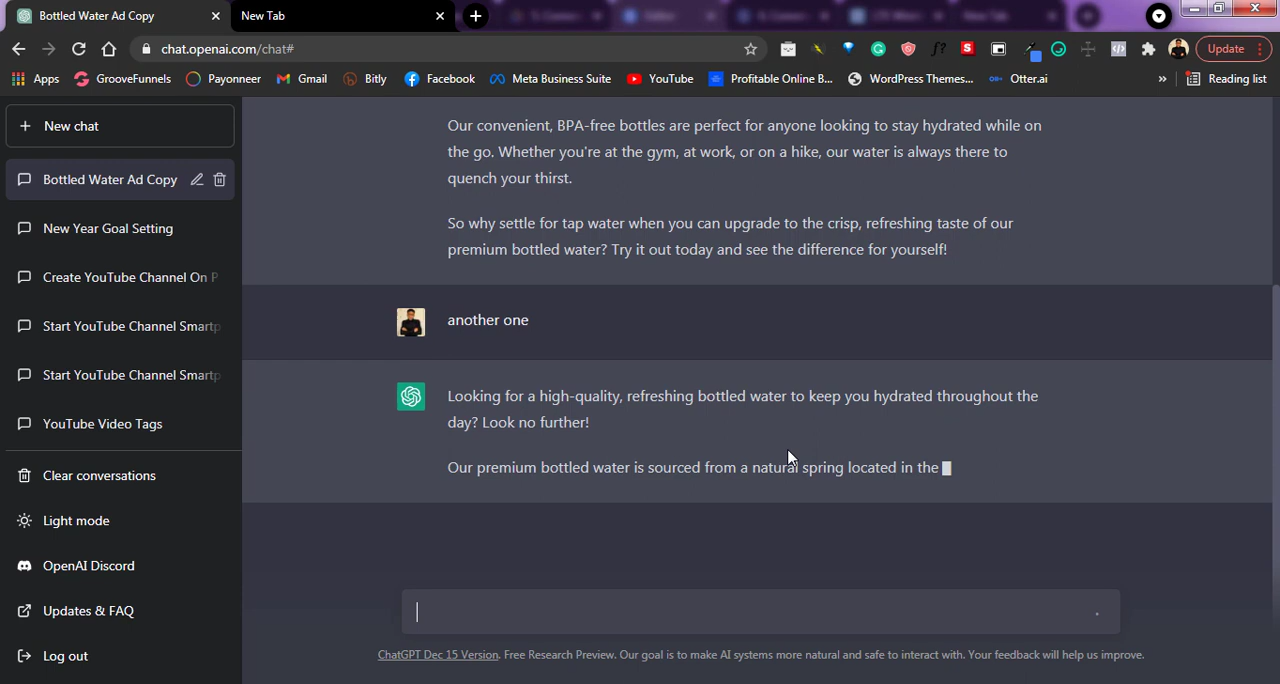 Bottled Water Ad Copy
New Tab
chat.openai.com/chat#
Update
Apps GrooveFunnels Payonneer Gmail Bitly Facebook Meta Business Suite YouTube Profitable Online B... WordPress Themes... Otter.ai » Reading list
+ New chat
Bottled Water Ad Copy
New Year Goal Setting
Create YouTube Channel On P
Start YouTube Channel Smartp
Start YouTube Channel Smartp
YouTube Video Tags
Clear conversations
Light mode
OpenAI Discord
Updates & FAQ
Log out
Our convenient, BPA-free bottles are perfect for anyone looking to stay hydrated while on
the go. Whether you're at the gym, at work, or on a hike, our water is always there to
quench your thirst.
So why settle for tap water when you can upgrade to the crisp, refreshing taste of our
premium bottled water? Try it out today and see the difference for yourself!
another one
Looking for a high-quality, refreshing bottled water to keep you hydrated throughout the
day? Look no further!
Our premium bottled water is sourced from a natural spring located in the
ChatGPT Dec 15 Version. Free Research Preview. Our goal is to make AI systems more natural and safe to interact with. Your feedback will help us improve.